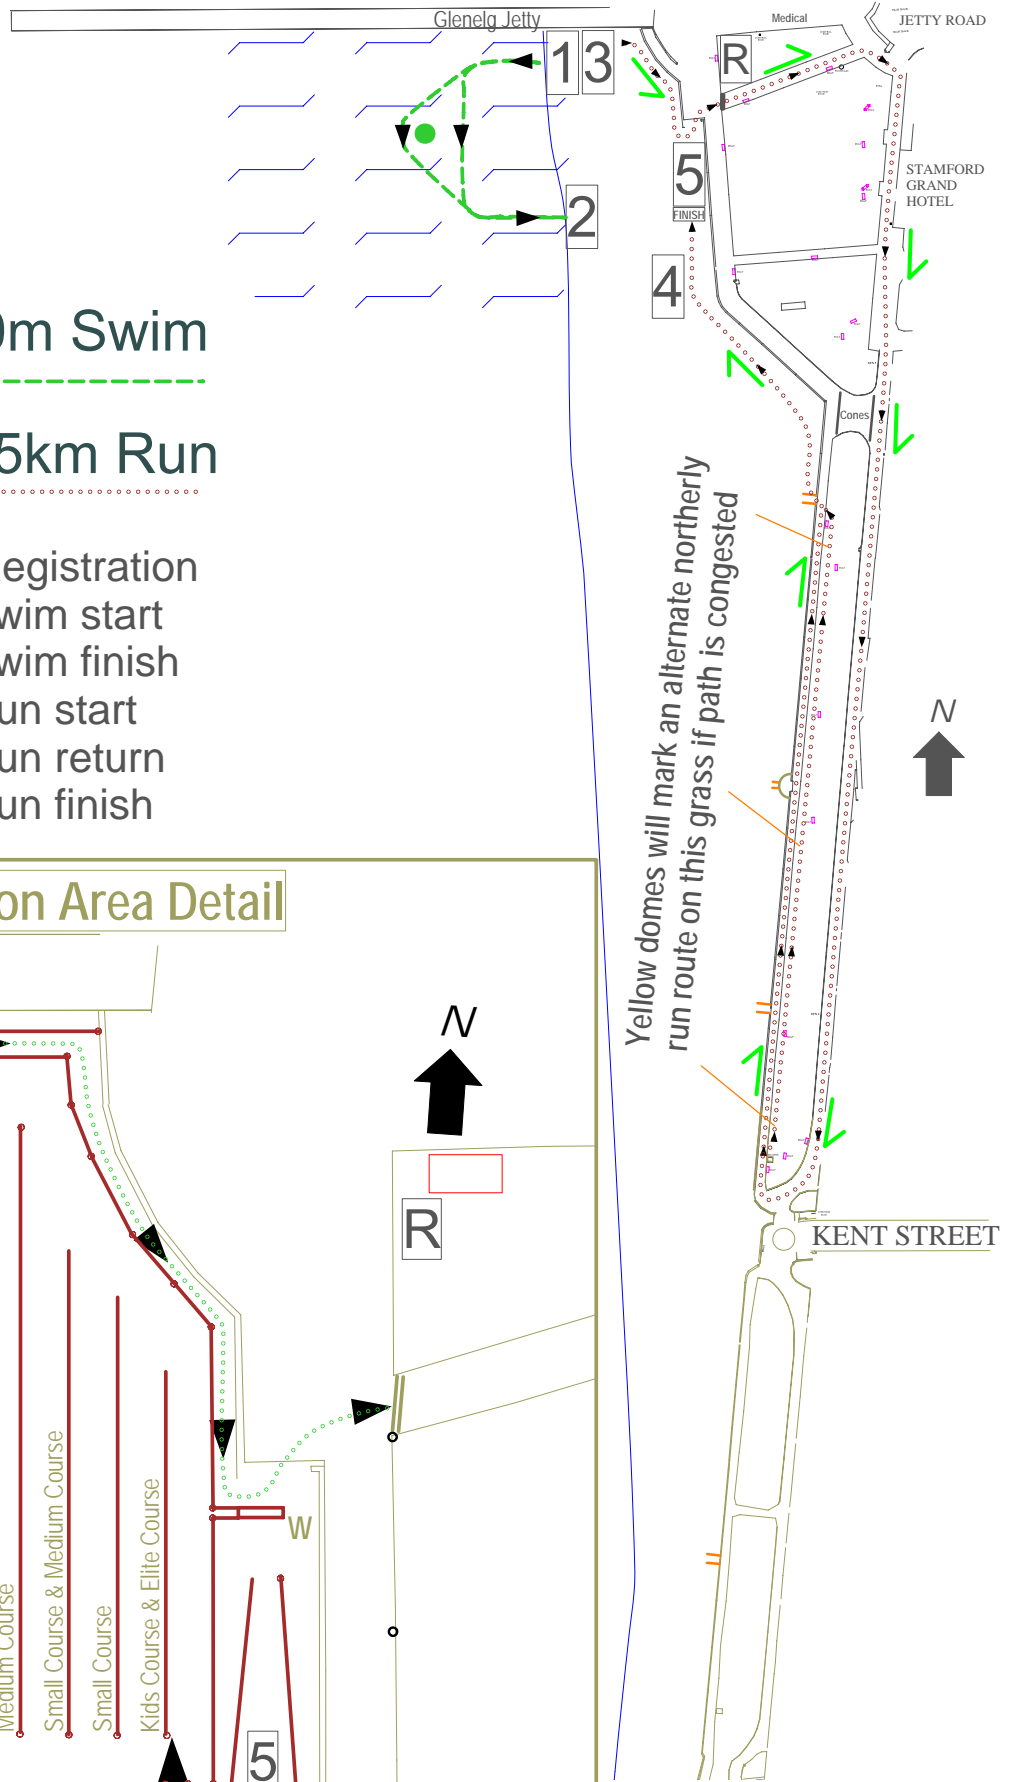 Glenelg Jetty
Medical
JETTY ROAD
1
3
R
2
5
FINISH
4
STAMFORD
GRAND
HOTEL
0m Swim
5km Run
Cones
Yellow domes will mark an alternate northerly
run route on this grass if path is congested
egistration
wim start
wim finish
un start
un return
un finish
N
on Area Detail
N
R
KENT STREET
W
Medium Course
Small Course & Medium Course
Small Course
Kids Course & Elite Course
5